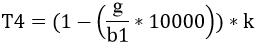 T4 = (1 − (g/b1 * 10000)) * k